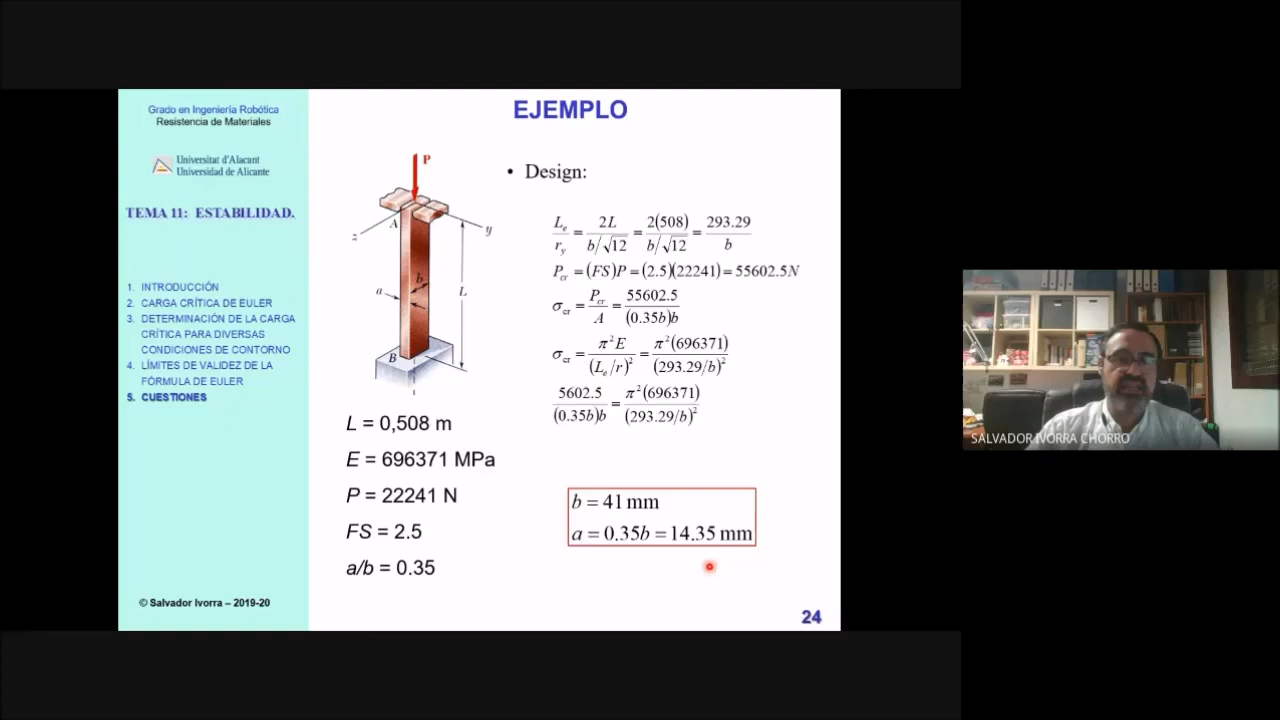 Grado en Ingeniería Robótica
Resistencia de Materiales
Universitat d'Alacant
Universidad de Alicante
TEMA 11: ESTABILIDAD.
1. INTRODUCCIÓN
2. CARGA CRÍTICA DE EULER
3. DETERMINACIÓN DE LA CARGA
CRÍTICA PARA DIVERSAS
CONDICIONES DE CONTORNO
4. LÍMITES DE VALIDEZ DE LA
FÓRMULA DE EULER
5. CUESTIONES
© Salvador Ivorra – 2019-20
EJEMPLO
P
A
z
y
b
a
L
B
L = 0,508 m
E = 696371 MPa
P = 22241 N
FS = 2.5
a/b = 0.35
• Design:
L_e/r_y = 2L/(b/√12) = 2(508)/(b/√12) = 293.29/b
P_cr = (FS)P = (2.5)(22241) = 55602.5 N
σ_cr = P_cr/A = 55602.5/((0.35b)b)
σ_cr = π²E/(L_e/r)² = π²(696371)/(293.29/b)²
5602.5/((0.35b)b) = π²(696371)/(293.29/b)²
b = 41 mm
a = 0.35b = 14.35 mm
24
SALVADOR IVORRA CHORRO